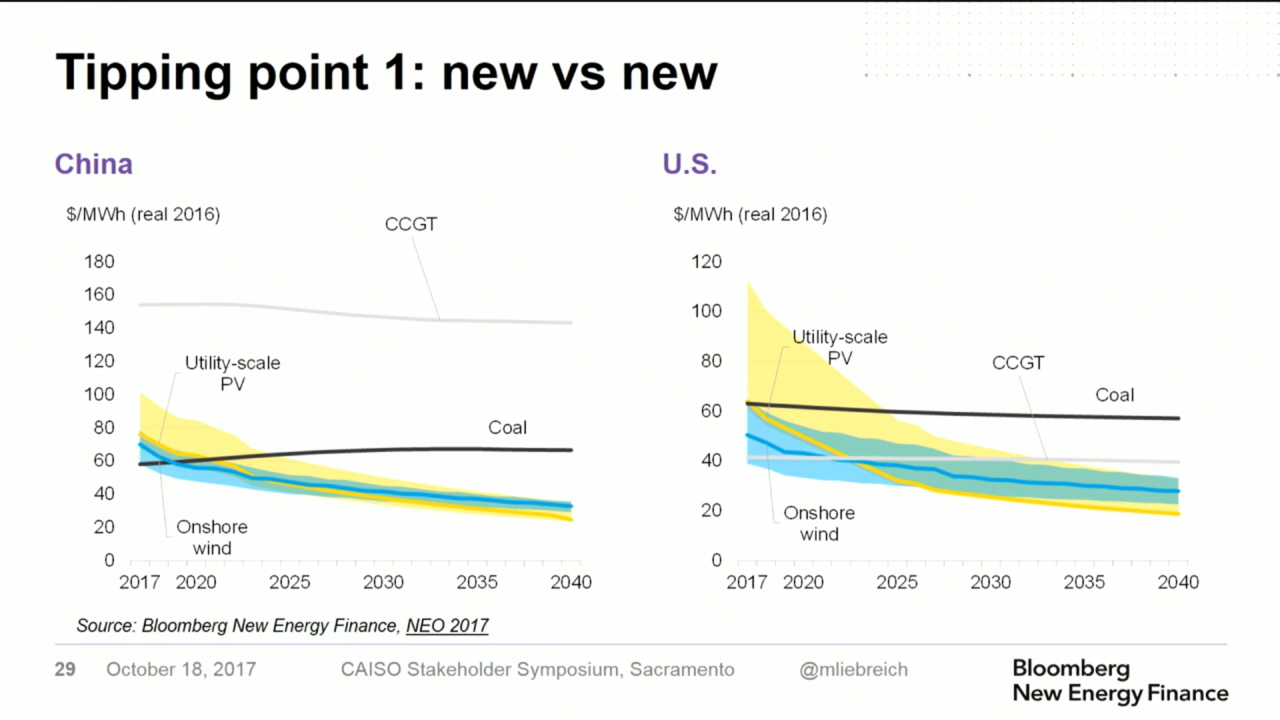 Tipping point 1: new vs new
China
$/MWh (real 2016)
CCGT
180
160
140
120
100
80
60
40
20
0
Utility-scale
PV
Coal
Onshore
wind
2017 2020 2025 2030 2035 2040
U.S.
$/MWh (real 2016)
120
100
80
60
40
20
0
Utility-scale
PV
CCGT
Coal
Onshore
wind
2017 2020 2025 2030 2035 2040
Source: Bloomberg New Energy Finance, NEO 2017
29 October 18, 2017 CAISO Stakeholder Symposium, Sacramento @mliebreich
Bloomberg
New Energy Finance